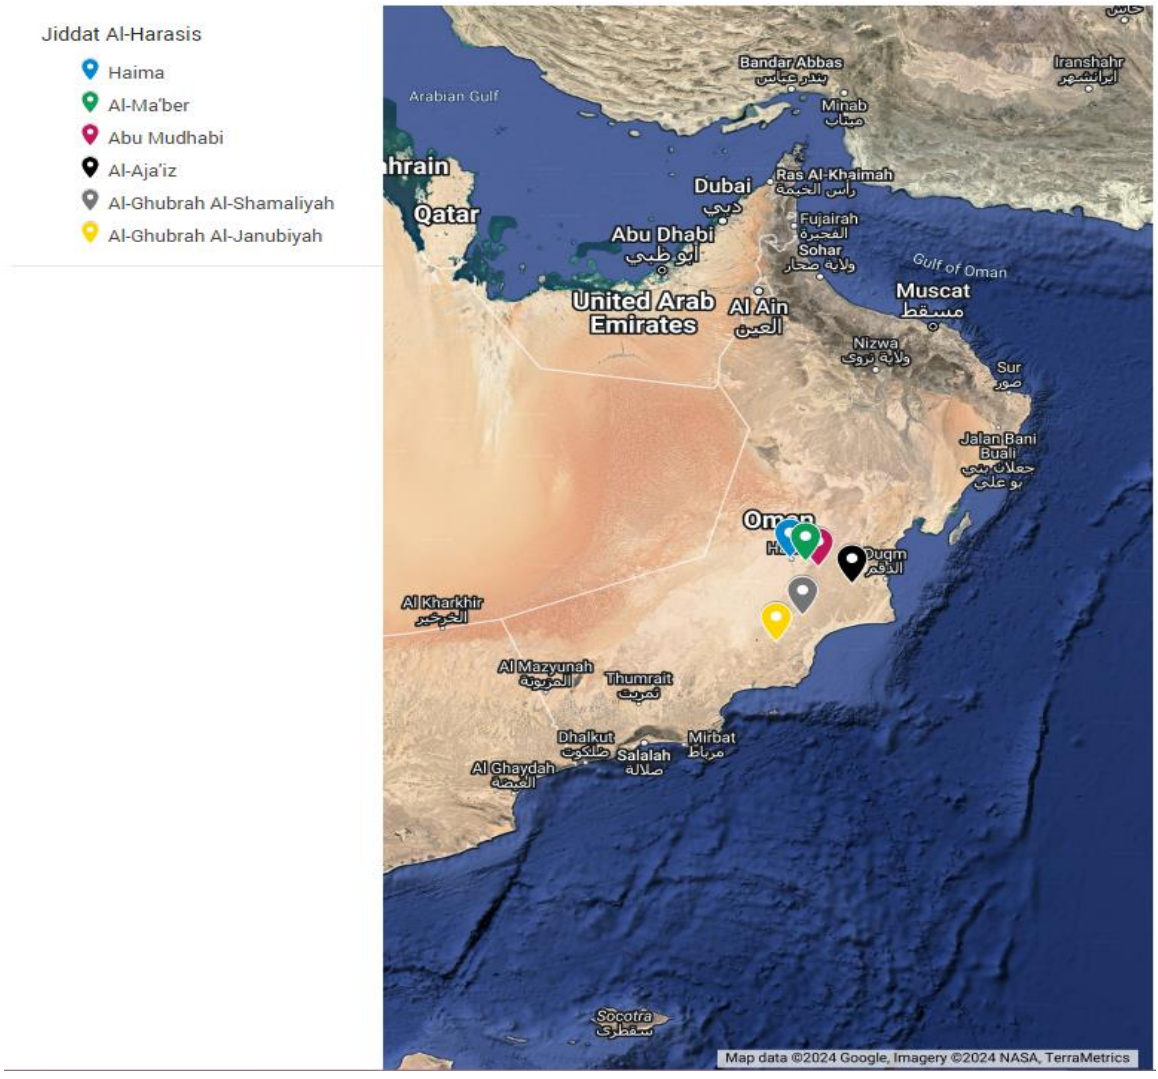 Jiddat Al-Harasis
Haima
Al-Ma'ber
Abu Mudhabi
Al-Aja'iz
Al-Ghubrah Al-Shamaliyah
Al-Ghubrah Al-Janubiyah
خاش
Bandar Abbas
بندر عباس
Iranshahr
ایرانشهر
Arabian Gulf
Minab
میناب
hrain
Ras Al-Khaimah
رأس الخيمة
Dubai
دبي
Qatar
Fujairah
الفجيرة
Abu Dhabi
أبو ظبي
Sohar
ولاية صحار
Gulf of Oman
Muscat
مسقط
United Arab
Emirates
Al Ain
العين
Nizwa
ولاية نزوى
Sur
صور
Jalan Bani
Buali
جعلان بني
بو علي
Oman
Duqm
الدقم
Al Kharkhir
الخرخير
Al Mazyunah
المزيونة
Thumrait
ثمريت
Dhalkut
ضلكوت
Salalah
صلالة
Mirbat
مرباط
Al Ghaydah
الغيضة
Socotra
سقطرى
Map data ©2024 Google, Imagery ©2024 NASA, TerraMetrics